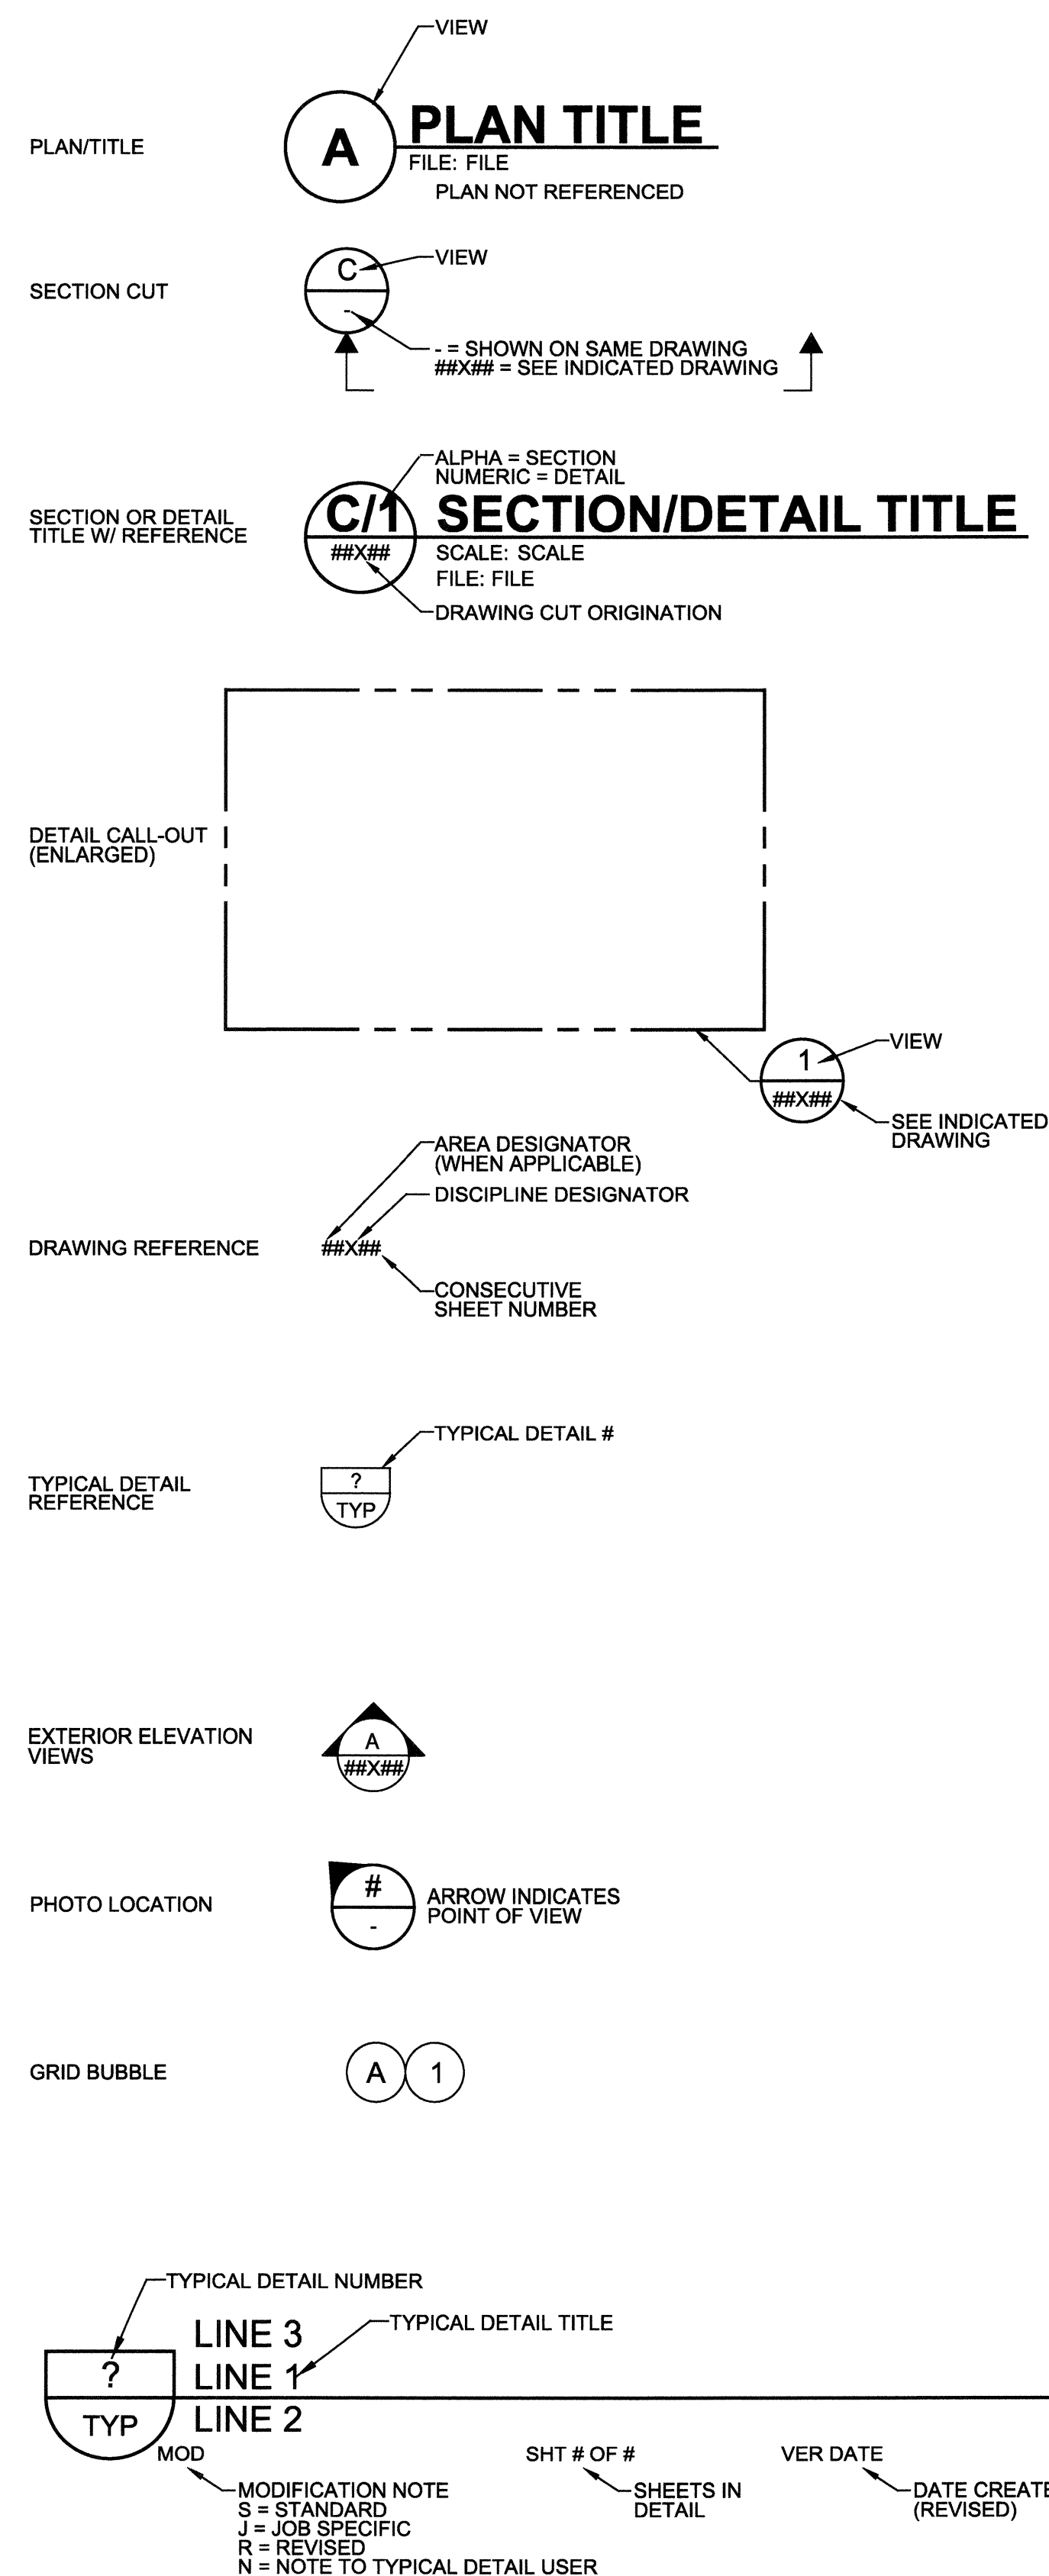 VIEW
PLAN/TITLE
A
PLAN TITLE
FILE: FILE
PLAN NOT REFERENCED
SECTION CUT
C
-
VIEW
- = SHOWN ON SAME DRAWING
##X## = SEE INDICATED DRAWING
ALPHA = SECTION
NUMERIC = DETAIL
SECTION OR DETAIL
TITLE W/ REFERENCE
C/1
##X##
SECTION/DETAIL TITLE
SCALE: SCALE
FILE: FILE
DRAWING CUT ORIGINATION
DETAIL CALL-OUT
(ENLARGED)
1
##X##
VIEW
SEE INDICATED
DRAWING
AREA DESIGNATOR
(WHEN APPLICABLE)
DISCIPLINE DESIGNATOR
DRAWING REFERENCE
##X##
CONSECUTIVE
SHEET NUMBER
TYPICAL DETAIL #
TYPICAL DETAIL
REFERENCE
?
TYP
EXTERIOR ELEVATION
VIEWS
A
##X##
PHOTO LOCATION
#
-
ARROW INDICATES
POINT OF VIEW
GRID BUBBLE
A
1
TYPICAL DETAIL NUMBER
TYPICAL DETAIL TITLE
LINE 3
?
LINE 1
TYP
LINE 2
MOD
SHT # OF #
VER DATE
MODIFICATION NOTE
S = STANDARD
J = JOB SPECIFIC
R = REVISED
N = NOTE TO TYPICAL DETAIL USER
SHEETS IN
DETAIL
DATE CREATE
(REVISED)